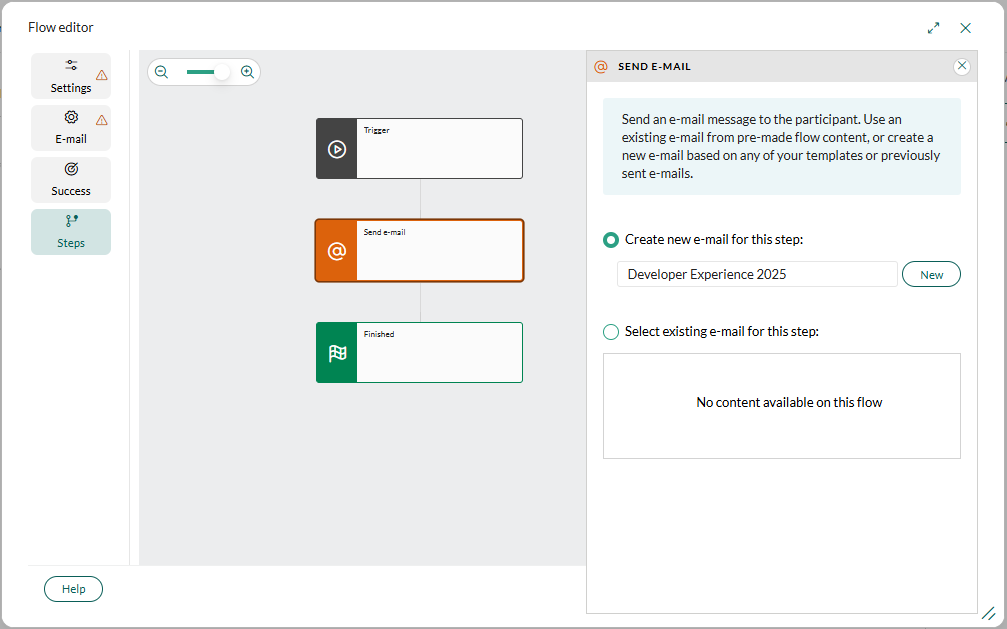 Flow editor
Settings
E-mail
Success
Steps
Trigger
Send e-mail
Finished
SEND E-MAIL
Send an e-mail message to the participant. Use an
existing e-mail from pre-made flow content, or create a
new e-mail based on any of your templates or previously
sent e-mails.
Create new e-mail for this step:
Developer Experience 2025
New
Select existing e-mail for this step:
No content available on this flow
Help